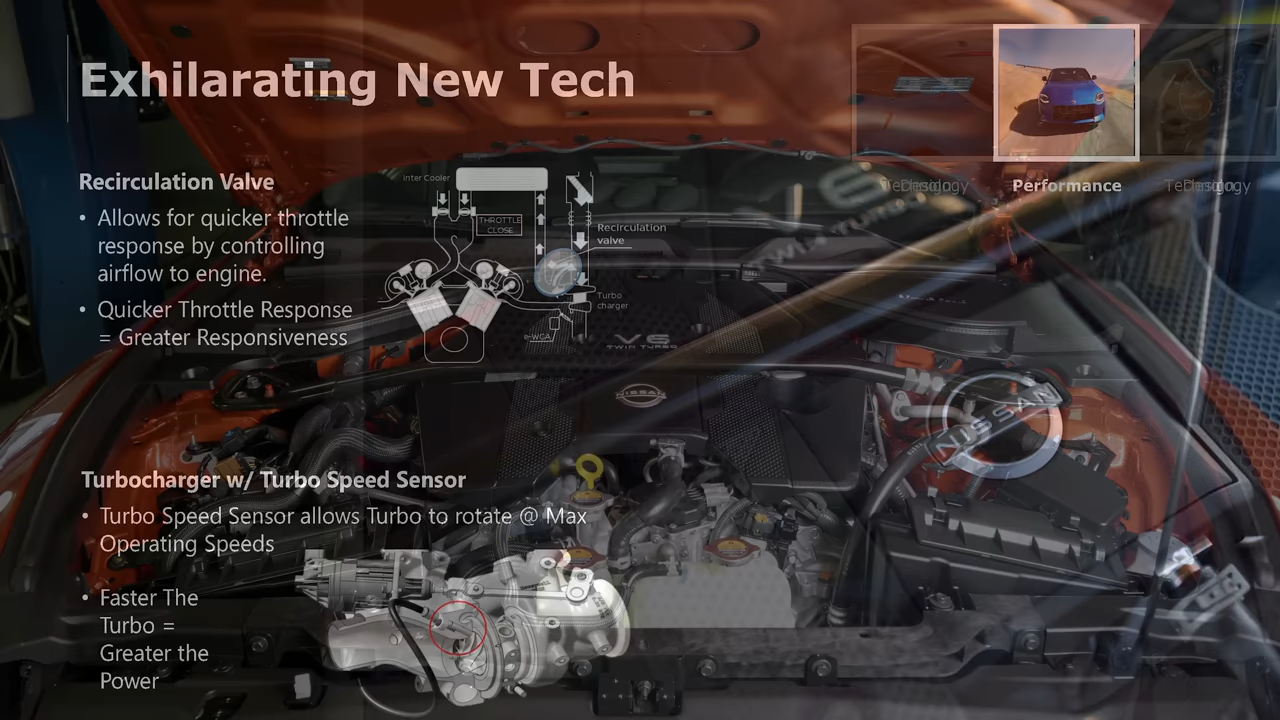 Exhilarating New Tech
Performance
Recirculation Valve
• Allows for quicker throttle
response by controlling
airflow to engine.
• Quicker Throttle Response
= Greater Responsiveness
Inter Cooler
THROTTLE
CLOSE
Recirculation
valve
Turbo
charger
e-WGA
V6
TWIN TURBO
NISSAN
NISSAN
Turbocharger w/ Turbo Speed Sensor
• Turbo Speed Sensor allows Turbo to rotate @ Max
Operating Speeds
• Faster The
Turbo =
Greater the
Power